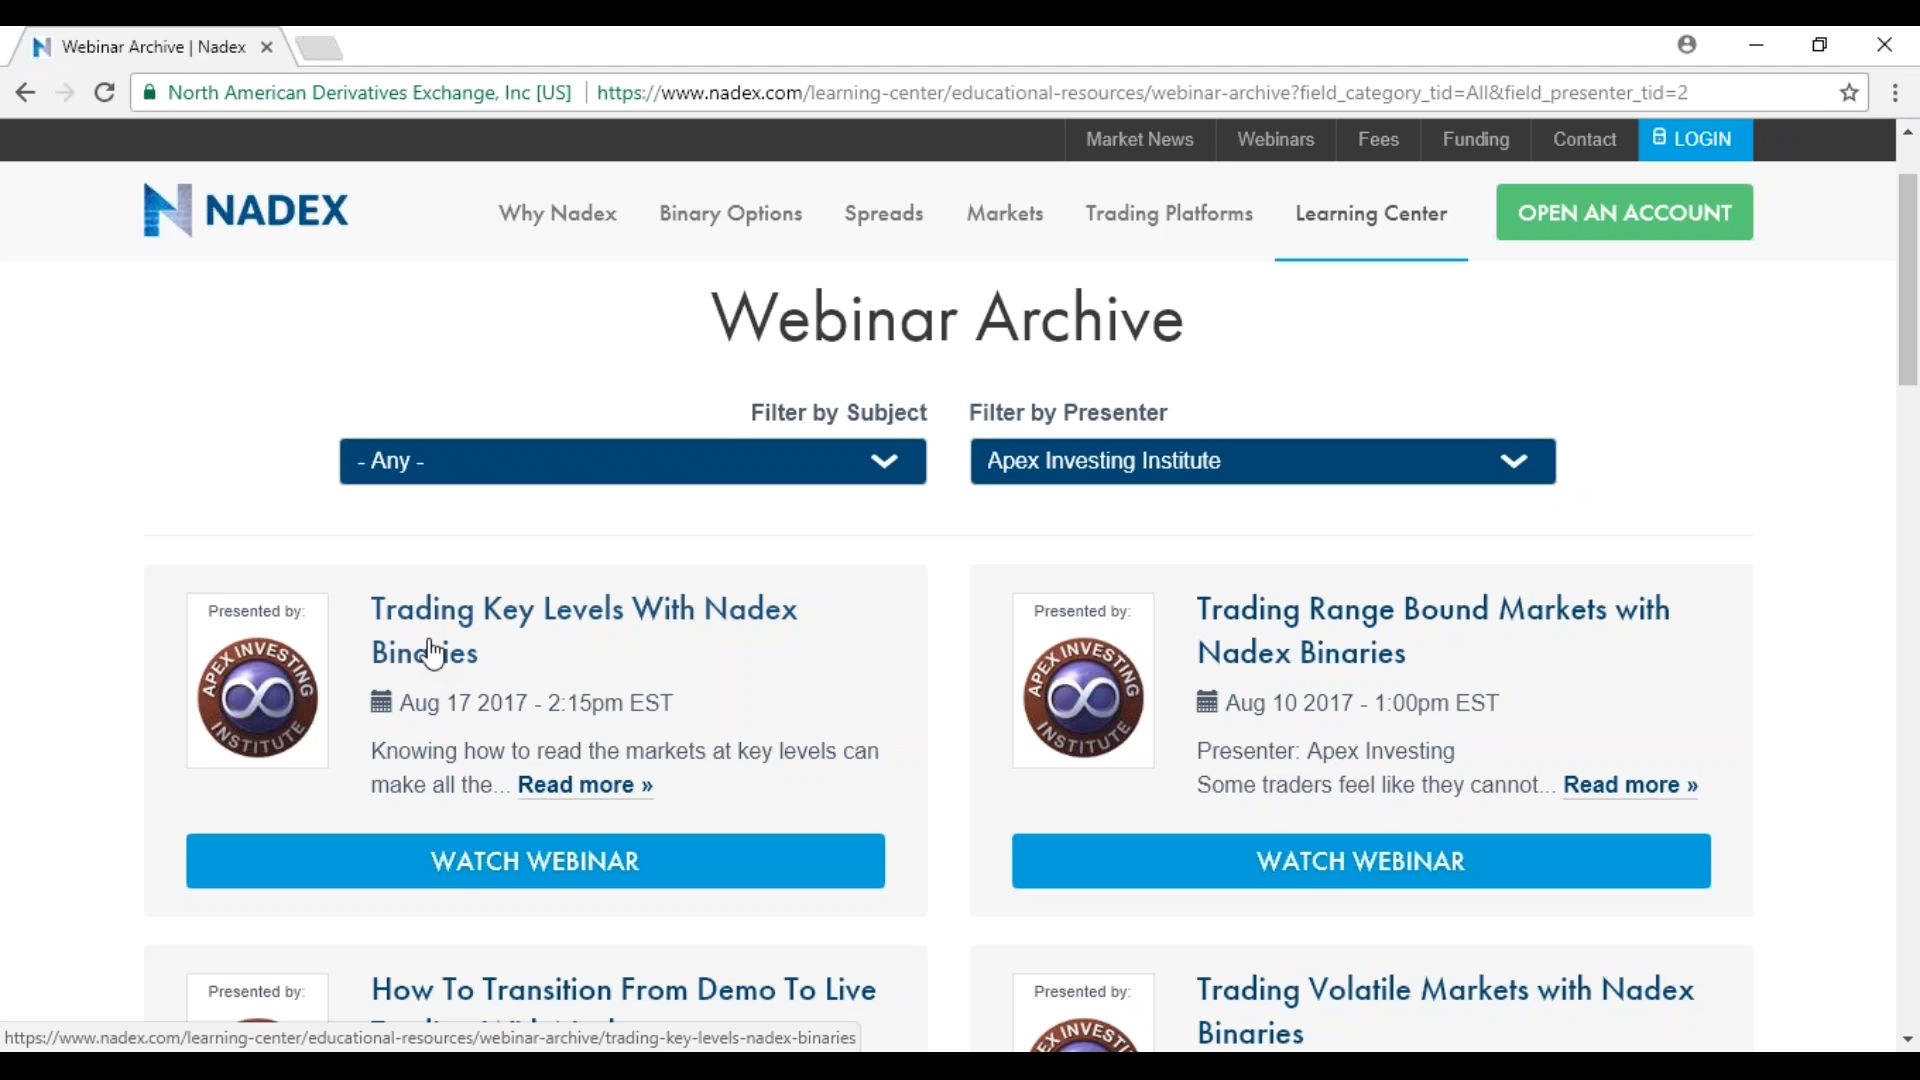 Webinar Archive | Nadex
North American Derivatives Exchange, Inc [US] https://www.nadex.com/learning-center/educational-resources/webinar-archive?field_category_tid=All&field_presenter_tid=2
Market News Webinars Fees Funding Contact LOGIN
NADEX Why Nadex Binary Options Spreads Markets Trading Platforms Learning Center OPEN AN ACCOUNT
Webinar Archive
Filter by Subject Filter by Presenter
- Any - Apex Investing Institute
Presented by:
APEX INVESTING INSTITUTE
Trading Key Levels With Nadex
Binaries
Aug 17 2017 - 2:15pm EST
Knowing how to read the markets at key levels can
make all the... Read more »
WATCH WEBINAR
Presented by:
APEX INVESTING INSTITUTE
Trading Range Bound Markets with
Nadex Binaries
Aug 10 2017 - 1:00pm EST
Presenter: Apex Investing
Some traders feel like they cannot... Read more »
WATCH WEBINAR
Presented by:
How To Transition From Demo To Live
Presented by:
APEX INVESTING
Trading Volatile Markets with Nadex
Binaries
https://www.nadex.com/learning-center/educational-resources/webinar-archive/trading-key-levels-nadex-binaries